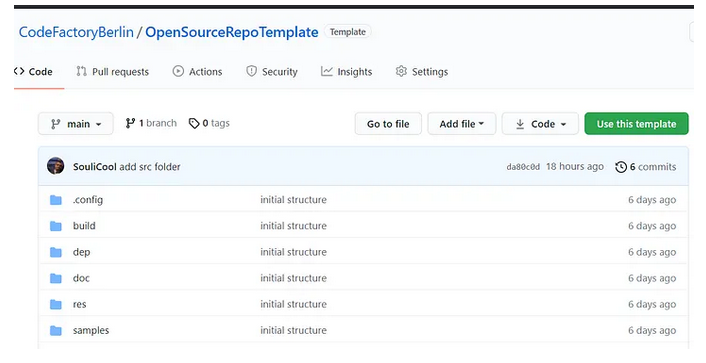 CodeFactoryBerlin / OpenSourceRepoTemplate Template
<> Code Pull requests Actions Security Insights Settings
main 1 branch 0 tags Go to file Add file Code Use this template
SouliCool add src folder da80c0d 18 hours ago 6 commits
.config initial structure 6 days ago
build initial structure 6 days ago
dep initial structure 6 days ago
doc initial structure 6 days ago
res initial structure 6 days ago
samples initial structure 6 days ago